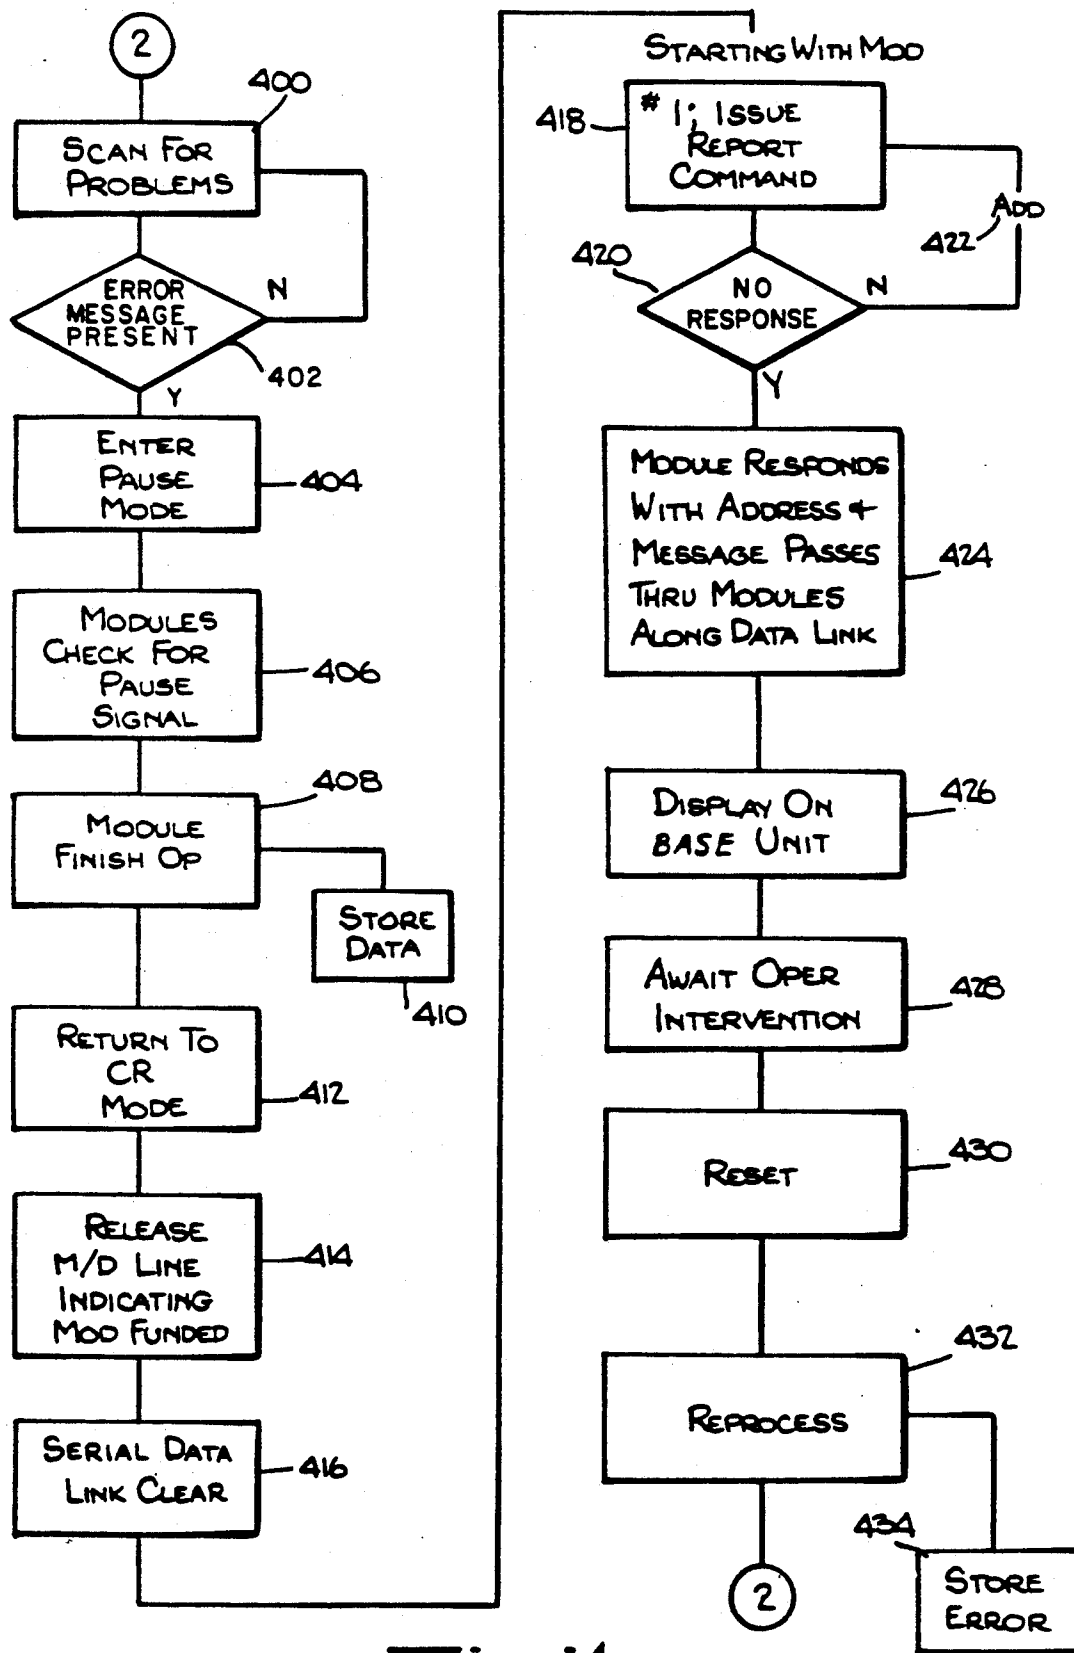 2
400
SCAN FOR
PROBLEMS
ERROR
MESSAGE
PRESENT
N
402
Y
ENTER
PAUSE
MODE
404
MODULES
CHECK FOR
PAUSE
SIGNAL
406
408
MODULE
FINISH OP
STORE
DATA
410
RETURN TO
CR
MODE
412
RELEASE
M/D LINE
INDICATING
MOD FUNDED
414
SERIAL DATA
LINK CLEAR
416
STARTING WITH MOD
# 1; ISSUE
REPORT
COMMAND
418
ADD
422
420
NO
RESPONSE
N
Y
MODULE RESPONDS
WITH ADDRESS +
MESSAGE PASSES
THRU MODULES
ALONG DATA LINK
424
DISPLAY ON
BASE UNIT
426
AWAIT OPER
INTERVENTION
428
RESET
430
432
REPROCESS
434
STORE
ERROR
2